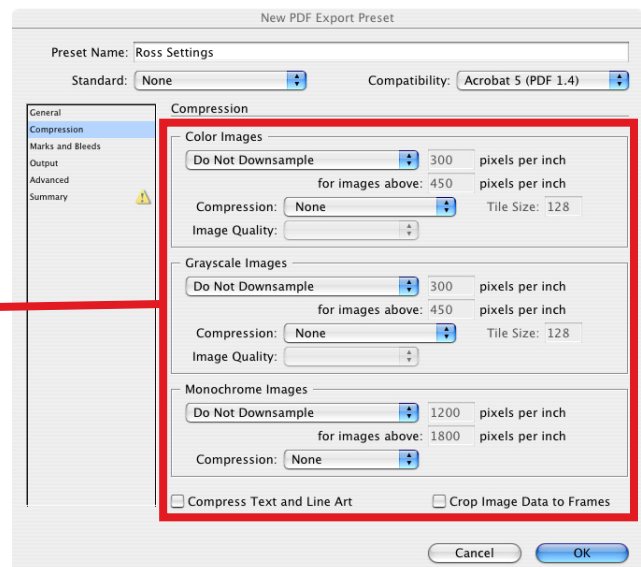 New PDF Export Preset
Preset Name: Ross Settings
Standard: None Compatibility: Acrobat 5 (PDF 1.4)
General
Compression
Marks and Bleeds
Output
Advanced
Summary
Compression
Color Images
Do Not Downsample 300 pixels per inch
for images above: 450 pixels per inch
Compression: None Tile Size: 128
Image Quality:
Grayscale Images
Do Not Downsample 300 pixels per inch
for images above: 450 pixels per inch
Compression: None Tile Size: 128
Image Quality:
Monochrome Images
Do Not Downsample 1200 pixels per inch
for images above: 1800 pixels per inch
Compression: None
Compress Text and Line Art Crop Image Data to Frames
Cancel OK